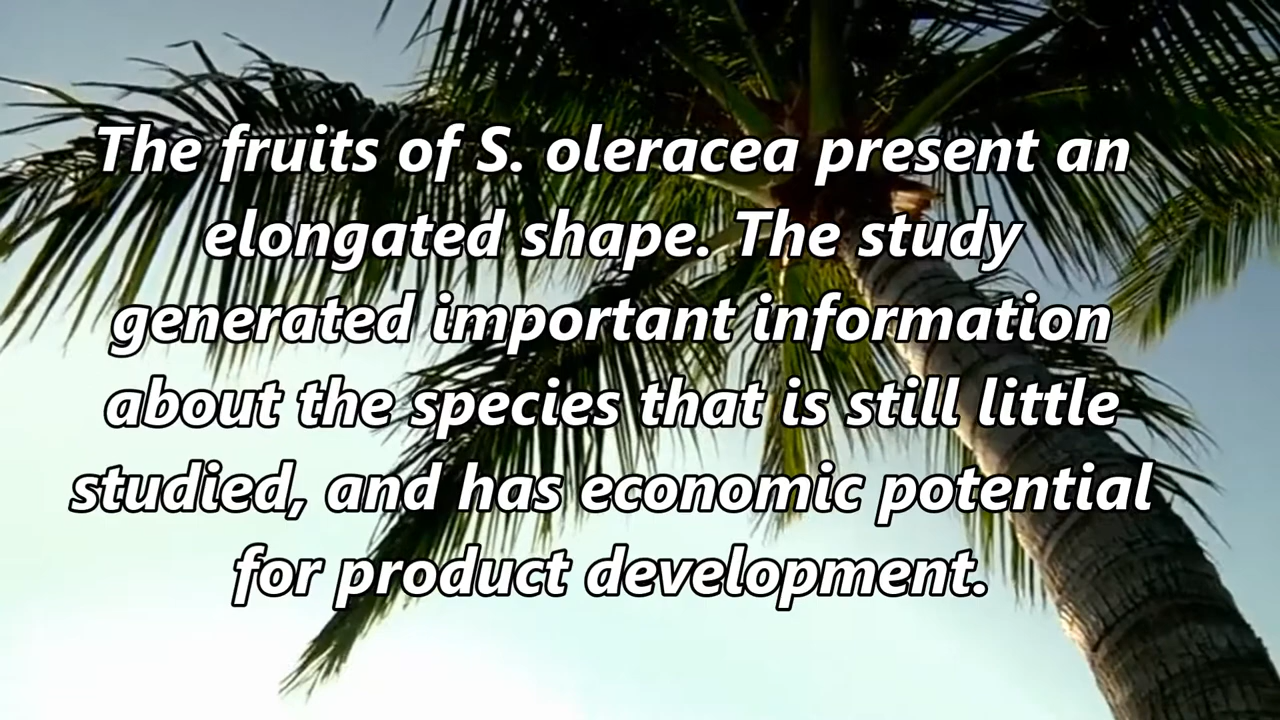 The fruits of S. oleracea present an
elongated shape. The study
generated important information
about the species that is still little
studied, and has economic potential
for product development.